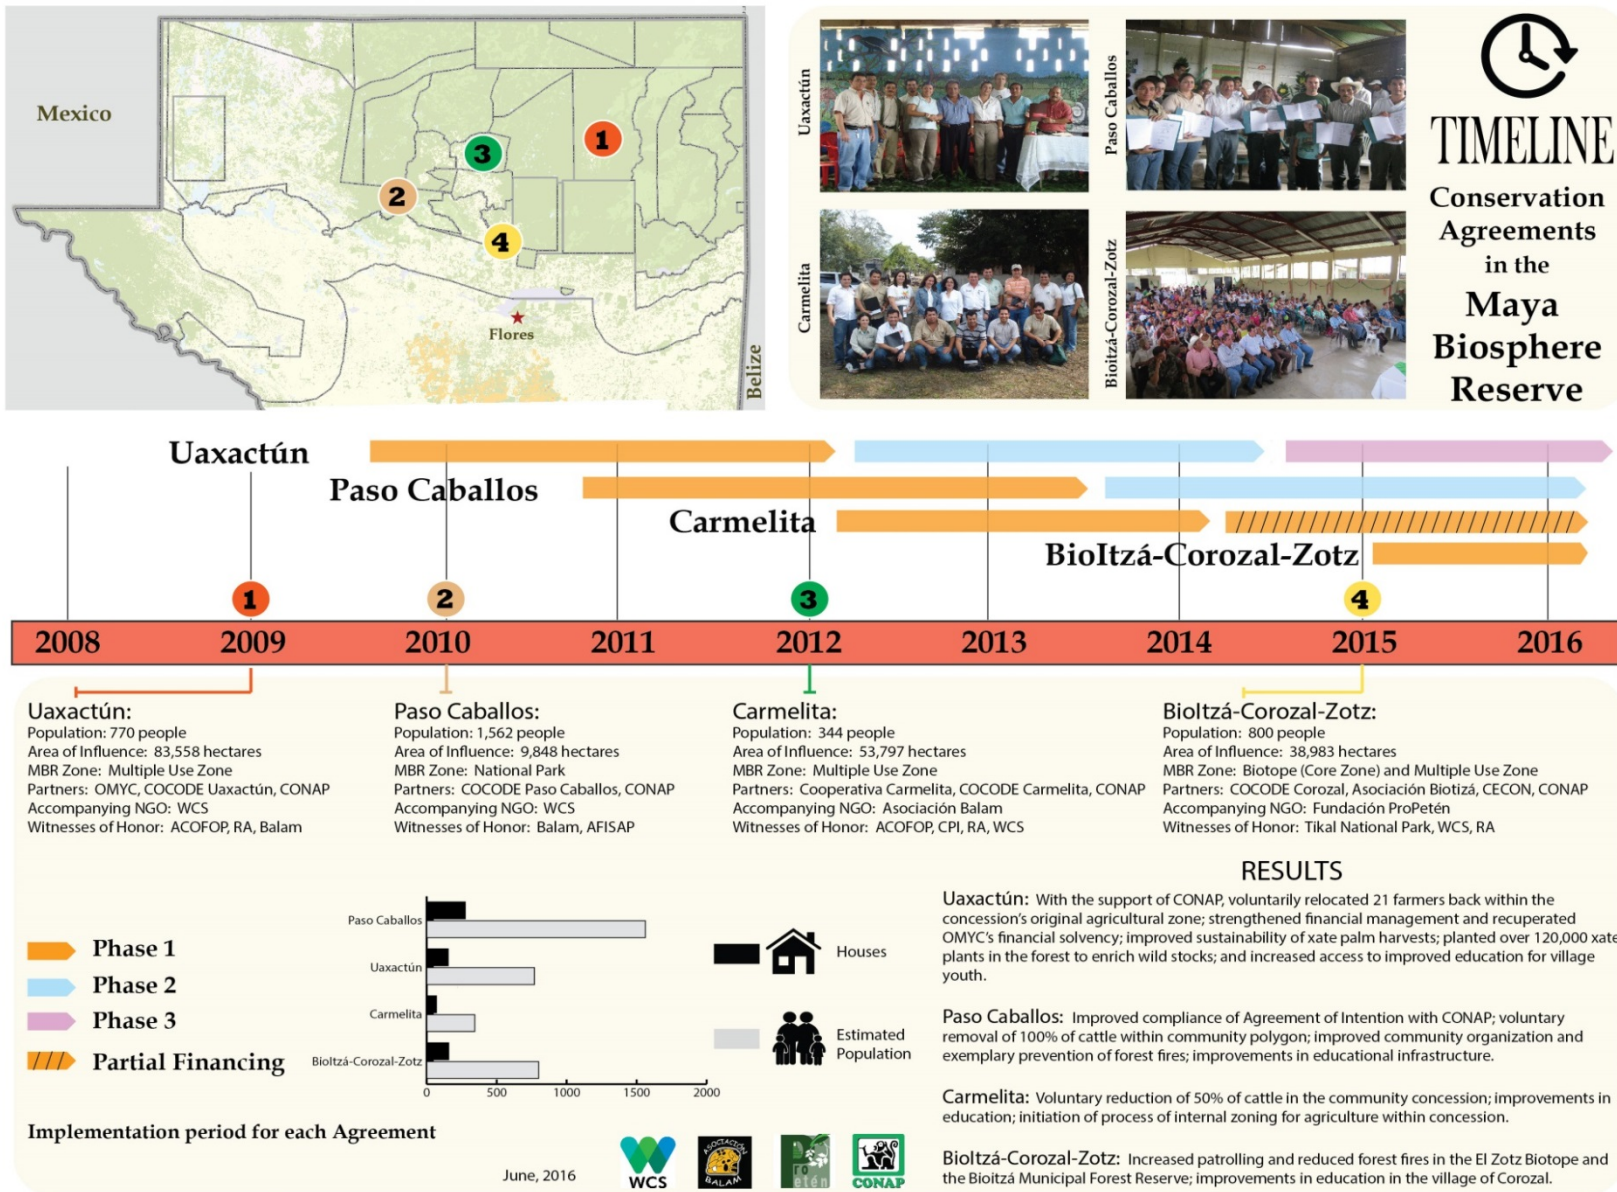 Mexico
1
3
2
4
Flores
Belize
Uaxactún
Paso Caballos
Carmelita
Bioitzá-Corozal-Zotz
TIMELINE
Conservation
Agreements
in the
Maya
Biosphere
Reserve
Uaxactún
Paso Caballos
Carmelita
BioItzá-Corozal-Zotz
1
2
3
4
2008
2009
2010
2011
2012
2013
2014
2015
2016
Uaxactún:
Population: 770 people
Area of Influence: 83,558 hectares
MBR Zone: Multiple Use Zone
Partners: OMYC, COCODE Uaxactún, CONAP
Accompanying NGO: WCS
Witnesses of Honor: ACOFOP, RA, Balam
Paso Caballos:
Population: 1,562 people
Area of Influence: 9,848 hectares
MBR Zone: National Park
Partners: COCODE Paso Caballos, CONAP
Accompanying NGO: WCS
Witnesses of Honor: Balam, AFISAP
Carmelita:
Population: 344 people
Area of Influence: 53,797 hectares
MBR Zone: Multiple Use Zone
Partners: Cooperativa Carmelita, COCODE Carmelita, CONAP
Accompanying NGO: Asociación Balam
Witnesses of Honor: ACOFOP, CPI, RA, WCS
BioItzá-Corozal-Zotz:
Population: 800 people
Area of Influence: 38,983 hectares
MBR Zone: Biotope (Core Zone) and Multiple Use Zone
Partners: COCODE Corozal, Asociación Biotizá, CECON, CONAP
Accompanying NGO: Fundación ProPetén
Witnesses of Honor: Tikal National Park, WCS, RA
Phase 1
Phase 2
Phase 3
Partial Financing
Implementation period for each Agreement
Paso Caballos
Uaxactún
Carmelita
BioItzá-Corozal-Zotz
0
500
1000
1500
2000
Houses
Estimated
Population
June, 2016
WCS
ASOCIACIÓN
BALAM
Pro
etén
CONAP
RESULTS
Uaxactún: With the support of CONAP, voluntarily relocated 21 farmers back within the
concession's original agricultural zone; strengthened financial management and recuperated
OMYC's financial solvency; improved sustainability of xate palm harvests; planted over 120,000 xate
plants in the forest to enrich wild stocks; and increased access to improved education for village
youth.
Paso Caballos: Improved compliance of Agreement of Intention with CONAP; voluntary
removal of 100% of cattle within community polygon; improved community organization and
exemplary prevention of forest fires; improvements in educational infrastructure.
Carmelita: Voluntary reduction of 50% of cattle in the community concession; improvements in
education; initiation of process of internal zoning for agriculture within concession.
BioItzá-Corozal-Zotz: Increased patrolling and reduced forest fires in the El Zotz Biotope and
the Bioitzá Municipal Forest Reserve; improvements in education in the village of Corozal.